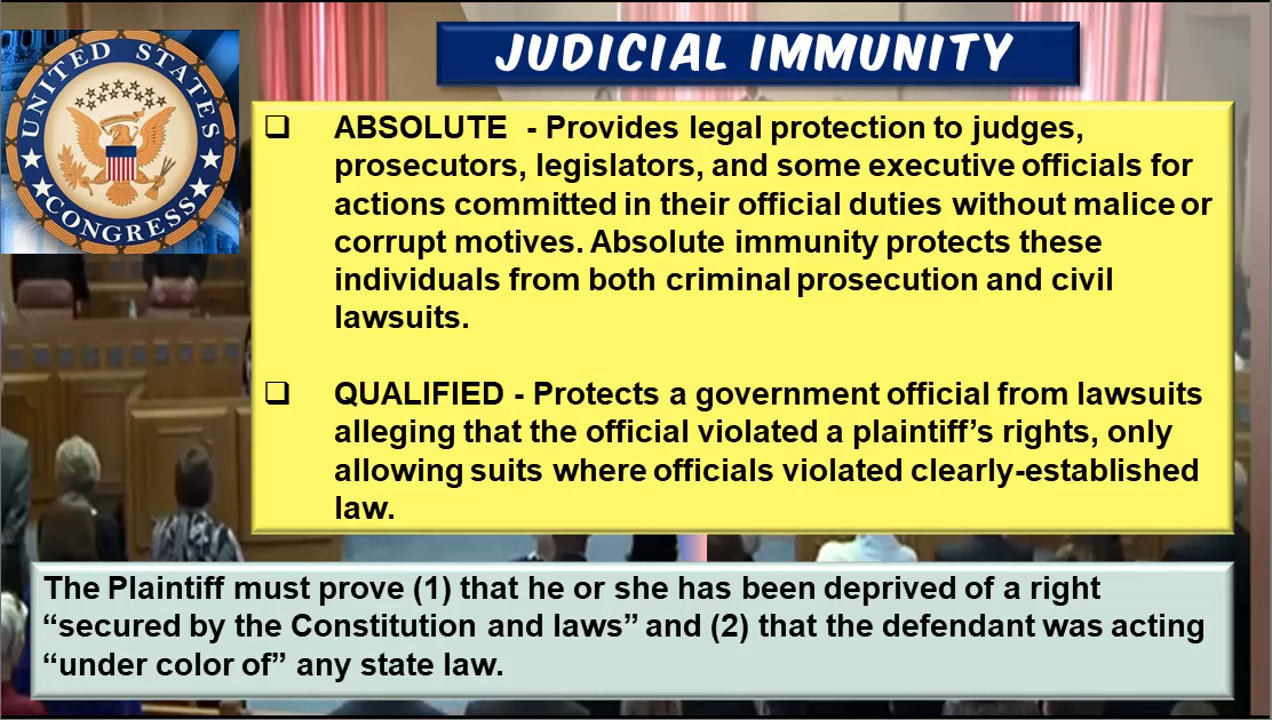 UNITED STATES
CONGRESS
JUDICIAL IMMUNITY
❑ ABSOLUTE - Provides legal protection to judges,
prosecutors, legislators, and some executive officials for
actions committed in their official duties without malice or
corrupt motives. Absolute immunity protects these
individuals from both criminal prosecution and civil
lawsuits.
❑ QUALIFIED - Protects a government official from lawsuits
alleging that the official violated a plaintiff’s rights, only
allowing suits where officials violated clearly-established
law.
The Plaintiff must prove (1) that he or she has been deprived of a right
“secured by the Constitution and laws” and (2) that the defendant was acting
“under color of” any state law.